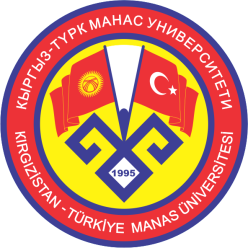 КЫРГЫЗ-ТҮРК МАНАС УНИВЕРСИТЕТИ
1995
KIRGIZİSTAN - TÜRKİYE MANAS ÜNİVERSİTESİ